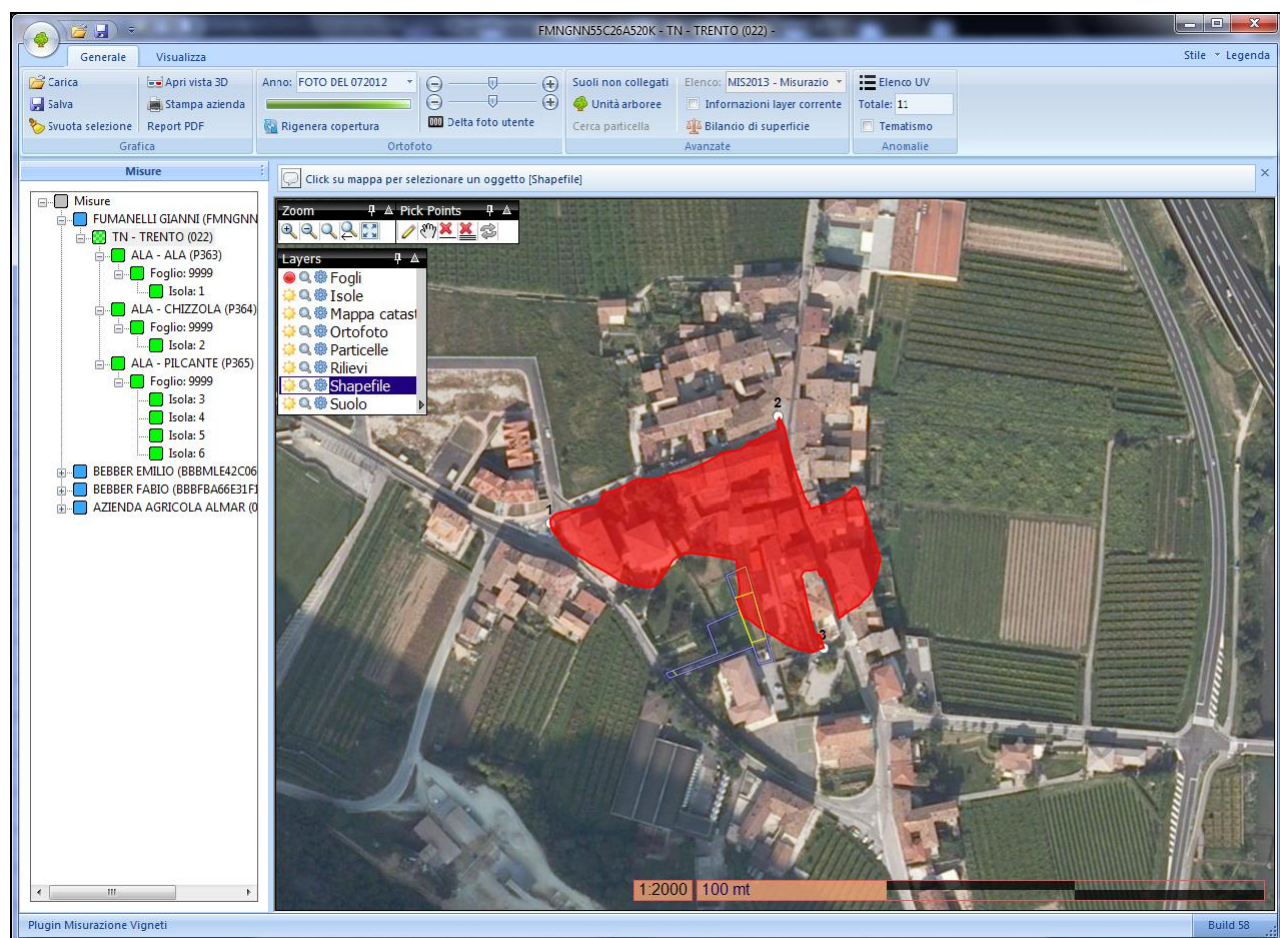 FMNGNN55C26A520K - TN - TRENTO (022) -
Generale Visualizza
Stile Legenda
Carica
Salva
Svuota selezione
Apri vista 3D
Stampa azienda
Report PDF
Grafica
Anno: FOTO DEL 072012
Rigenera copertura
Delta foto utente
Ortofoto
Suoli non collegati
Unità arboree
Cerca particella
Elenco: MIS2013 - Misurazio
Informazioni layer corrente
Bilancio di superficie
Avanzate
Elenco UV
Totale: 11
Tematismo
Anomalie
Misure
Click su mappa per selezionare un oggetto [Shapefile]
Misure
FUMANELLI GIANNI (FMNGNN
TN - TRENTO (022)
ALA - ALA (P363)
Foglio: 9999
Isola: 1
ALA - CHIZZOLA (P364)
Foglio: 9999
Isola: 2
ALA - PILCANTE (P365)
Foglio: 9999
Isola: 3
Isola: 4
Isola: 5
Isola: 6
BEBBER EMILIO (BBBMLE42C06
BEBBER FABIO (BBBFBA66E31F1
AZIENDA AGRICOLA ALMAR (0
Zoom
Pick Points
Layers
Fogli
Isole
Mappa catast
Ortofoto
Particelle
Rilievi
Shapefile
Suolo
2
1
3
1:2000 100 mt
Plugin Misurazione Vigneti
Build 58